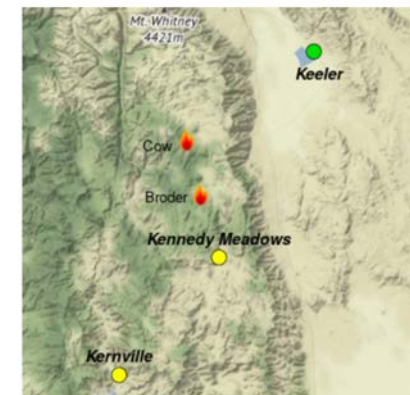 Mt. Whitney
4421m
Keeler
Cow
Broder
Kennedy Meadows
Kernville